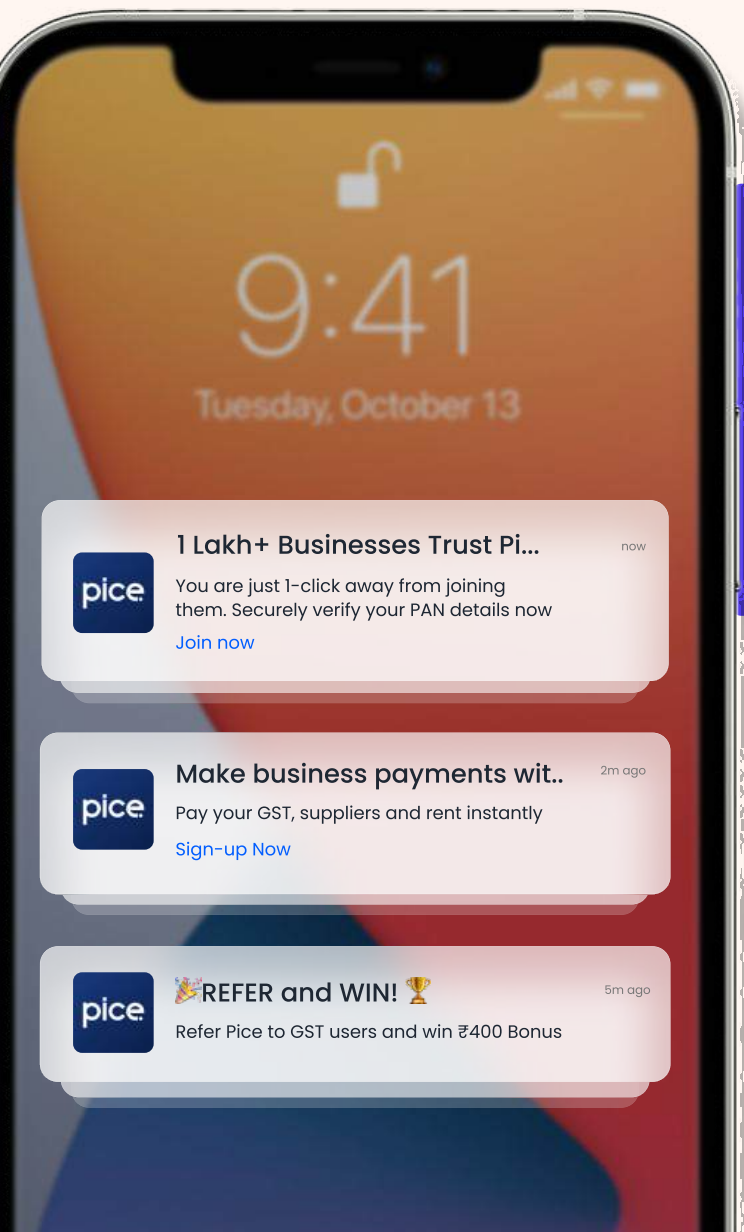 9:41
Tuesday, October 13
1 Lakh+ Businesses Trust Pi...
now
pice
You are just 1-click away from joining
them. Securely verify your PAN details now
Join now
Make business payments wit..
2m ago
pice
Pay your GST, suppliers and rent instantly
Sign-up Now
🎉REFER and WIN! 🏆
5m ago
pice
Refer Pice to GST users and win ₹400 Bonus